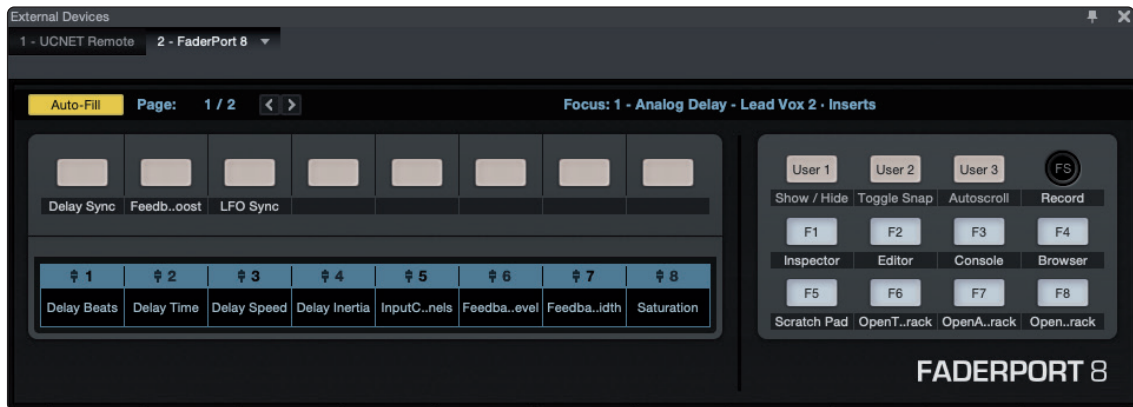 External Devices
1 - UCNET Remote 2 - FaderPort 8
Auto-Fill Page: 1 / 2 < > Focus: 1 - Analog Delay - Lead Vox 2 · Inserts
Delay Sync Feedb..oost LFO Sync
1 2 3 4 5 6 7 8
Delay Beats Delay Time Delay Speed Delay Inertia InputC..nels Feedba..evel Feedba..idth Saturation
User 1 User 2 User 3 FS
Show / Hide Toggle Snap Autoscroll Record
F1 F2 F3 F4
Inspector Editor Console Browser
F5 F6 F7 F8
Scratch Pad OpenT..rack OpenA..rack Open..rack
FADERPORT 8